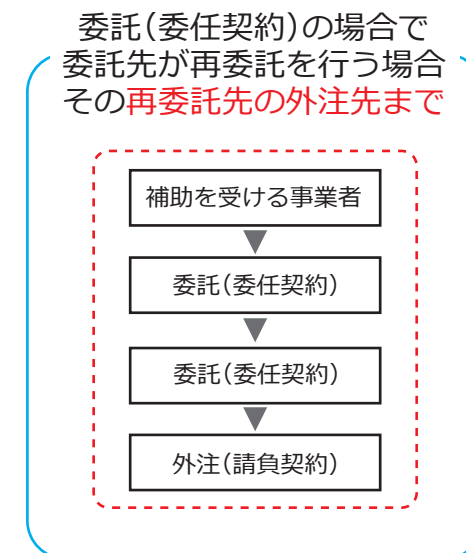 委託（委任契約）の場合で
委託先が再委託を行う場合
その再委託先の外注先まで
補助を受ける事業者
委託（委任契約）
委託（委任契約）
外注（請負契約）